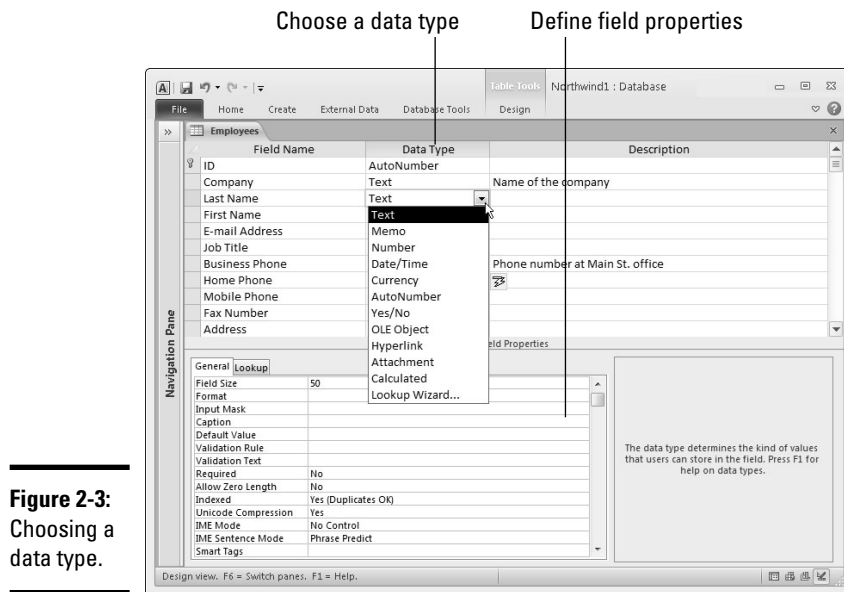 Choose a data type
Define field properties
Table Tools
Northwind1 : Database
File
Home
Create
External Data
Database Tools
Design
Employees
Field Name
Data Type
Description
ID
AutoNumber
Company
Text
Name of the company
Last Name
Text
First Name
Text
E-mail Address
Memo
Job Title
Number
Business Phone
Date/Time
Phone number at Main St. office
Home Phone
Currency
Mobile Phone
AutoNumber
Fax Number
Yes/No
Address
OLE Object
Hyperlink
eld Properties
Attachment
Calculated
Lookup Wizard...
Navigation Pane
General
Lookup
Field Size
50
Format
Input Mask
Caption
Default Value
Validation Rule
Validation Text
Required
No
Allow Zero Length
No
Indexed
Yes (Duplicates OK)
Unicode Compression
Yes
IME Mode
No Control
IME Sentence Mode
Phrase Predict
Smart Tags
The data type determines the kind of values
that users can store in the field. Press F1 for
help on data types.
Design view. F6 = Switch panes. F1 = Help.
Figure 2-3:
Choosing a
data type.